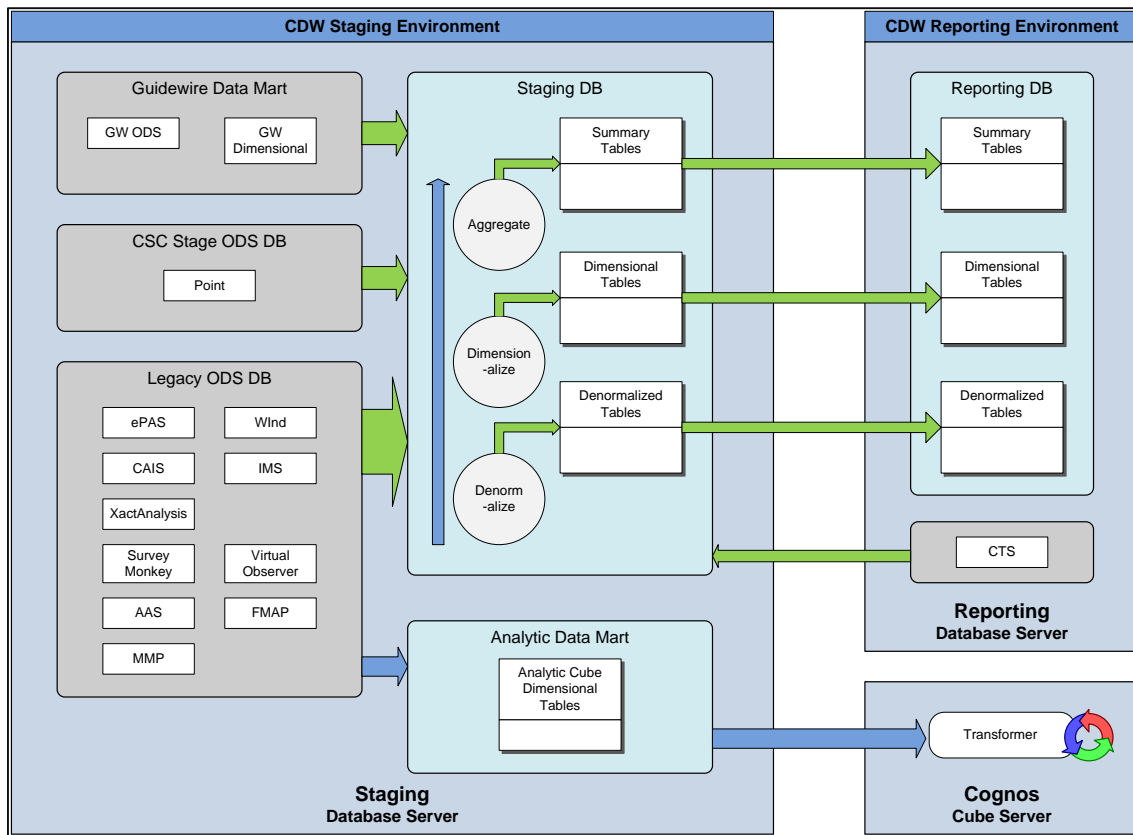 CDW Staging Environment
CDW Reporting Environment
Guidewire Data Mart
GW ODS
GW
Dimensional
CSC Stage ODS DB
Point
Legacy ODS DB
ePAS
WInd
CAIS
IMS
XactAnalysis
Survey
Monkey
Virtual
Observer
AAS
FMAP
MMP
Staging DB
Summary
Tables
Aggregate
Dimensional
Tables
Dimension
-alize
Denormalized
Tables
Denorm
-alize
Analytic Data Mart
Analytic Cube
Dimensional
Tables
Staging
Database Server
Reporting DB
Summary
Tables
Dimensional
Tables
Denormalized
Tables
CTS
Reporting
Database Server
Transformer
Cognos
Cube Server